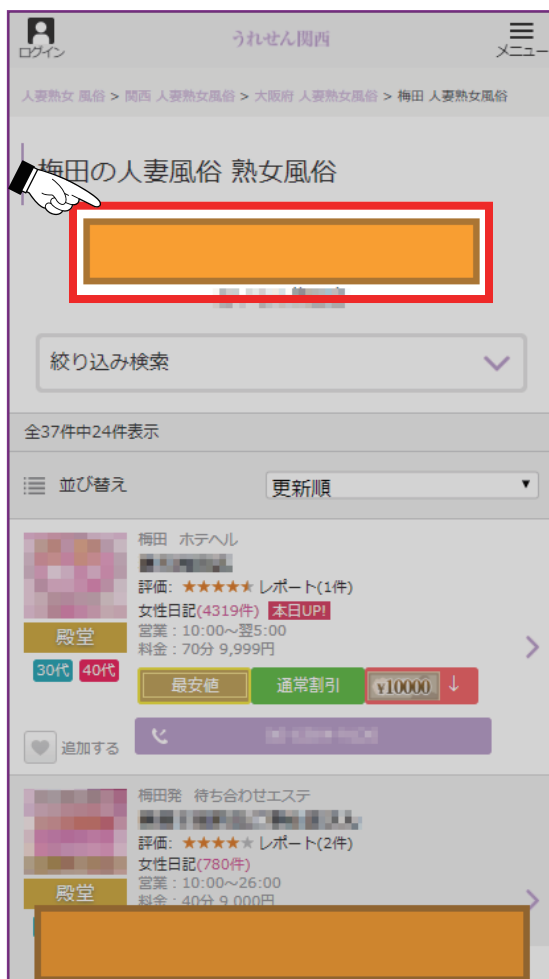 ログイン
うれせん関西
メニュー
人妻熟女 風俗 > 関西 人妻熟女風俗 > 大阪府 人妻熟女風俗 > 梅田 人妻熟女風俗
梅田の人妻風俗 熟女風俗
絞り込み検索
全37件中24件表示
並び替え
更新順
梅田 ホテヘル
評価: ★★★★★ レポート(1件)
女性日記(4319件) 本日UP!
営業：10:00～翌5:00
料金：70分 9,999円
殿堂
30代 40代
最安値 通常割引 ¥10000 ↓
追加する
梅田発 待ち合わせエステ
評価: ★★★★★ レポート(2件)
女性日記(780件)
営業：10:00～26:00
料金：40分 9,000円
殿堂